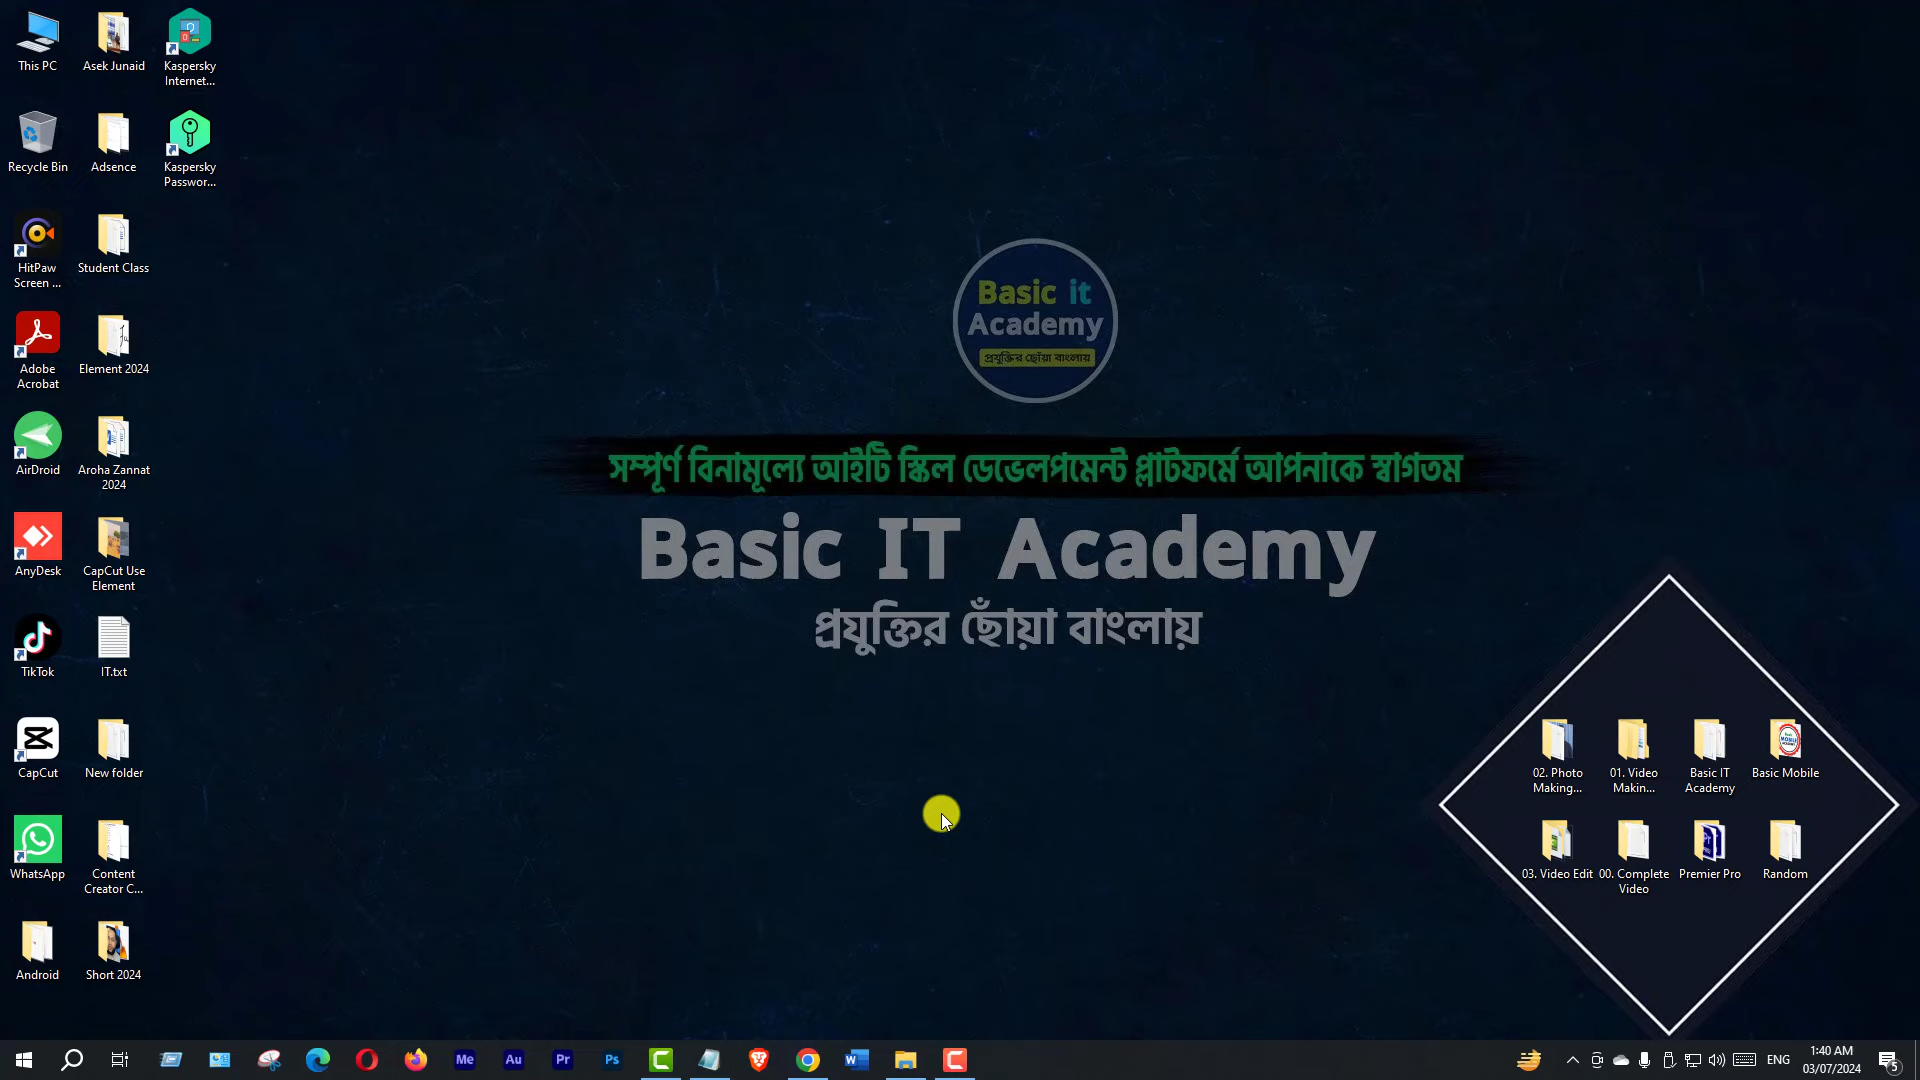 This PC
Asek Junaid
Kaspersky
Internet...
Recycle Bin
Adsence
Kaspersky
Passwor...
HitPaw
Screen ...
Student Class
Adobe
Acrobat
Element 2024
AirDroid
Aroha Zannat
2024
AnyDesk
CapCut Use
Element
TikTok
IT.txt
CapCut
New folder
WhatsApp
Content
Creator C...
Android
Short 2024
Basic it
Academy
প্রযুক্তির ছোঁয়া বাংলায়
সম্পূর্ণ বিনামূল্যে আইটি স্কিল ডেভেলপমেন্ট প্লাটফর্মে আপনাকে স্বাগতম
Basic IT Academy
প্রযুক্তির ছোঁয়া বাংলায়
02. Photo
Making...
01. Video
Makin...
Basic IT
Academy
Basic Mobile
03. Video Edit
00. Complete
Video
Premier Pro
Random
Me
Au
Pr
Ps
ENG
1:40 AM
03/07/2024
5